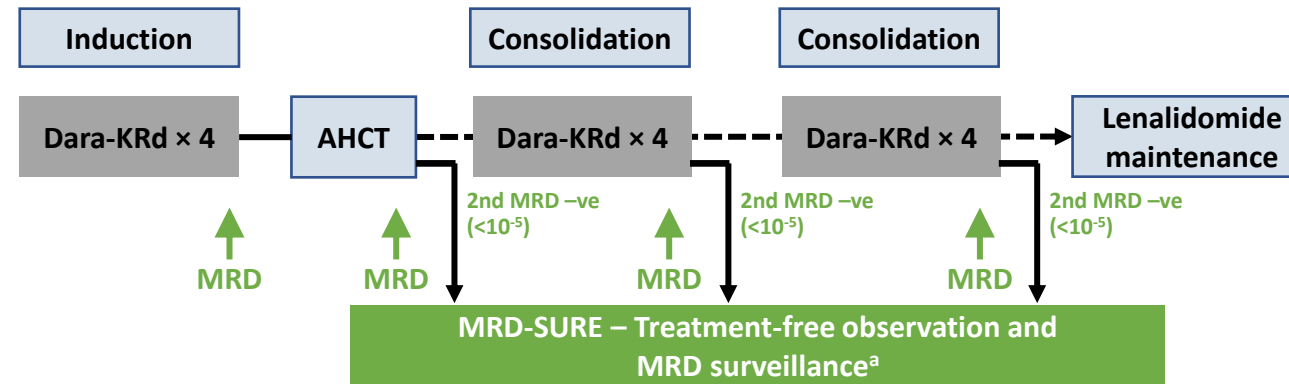 Induction
Consolidation
Consolidation
Dara-KRd × 4
AHCT
Dara-KRd × 4
Dara-KRd × 4
Lenalidomide
maintenance
2nd MRD –ve
(<10⁻⁵)
2nd MRD –ve
(<10⁻⁵)
2nd MRD –ve
(<10⁻⁵)
MRD
MRD
MRD
MRD
MRD-SURE – Treatment-free observation and
MRD surveillanceᵃ